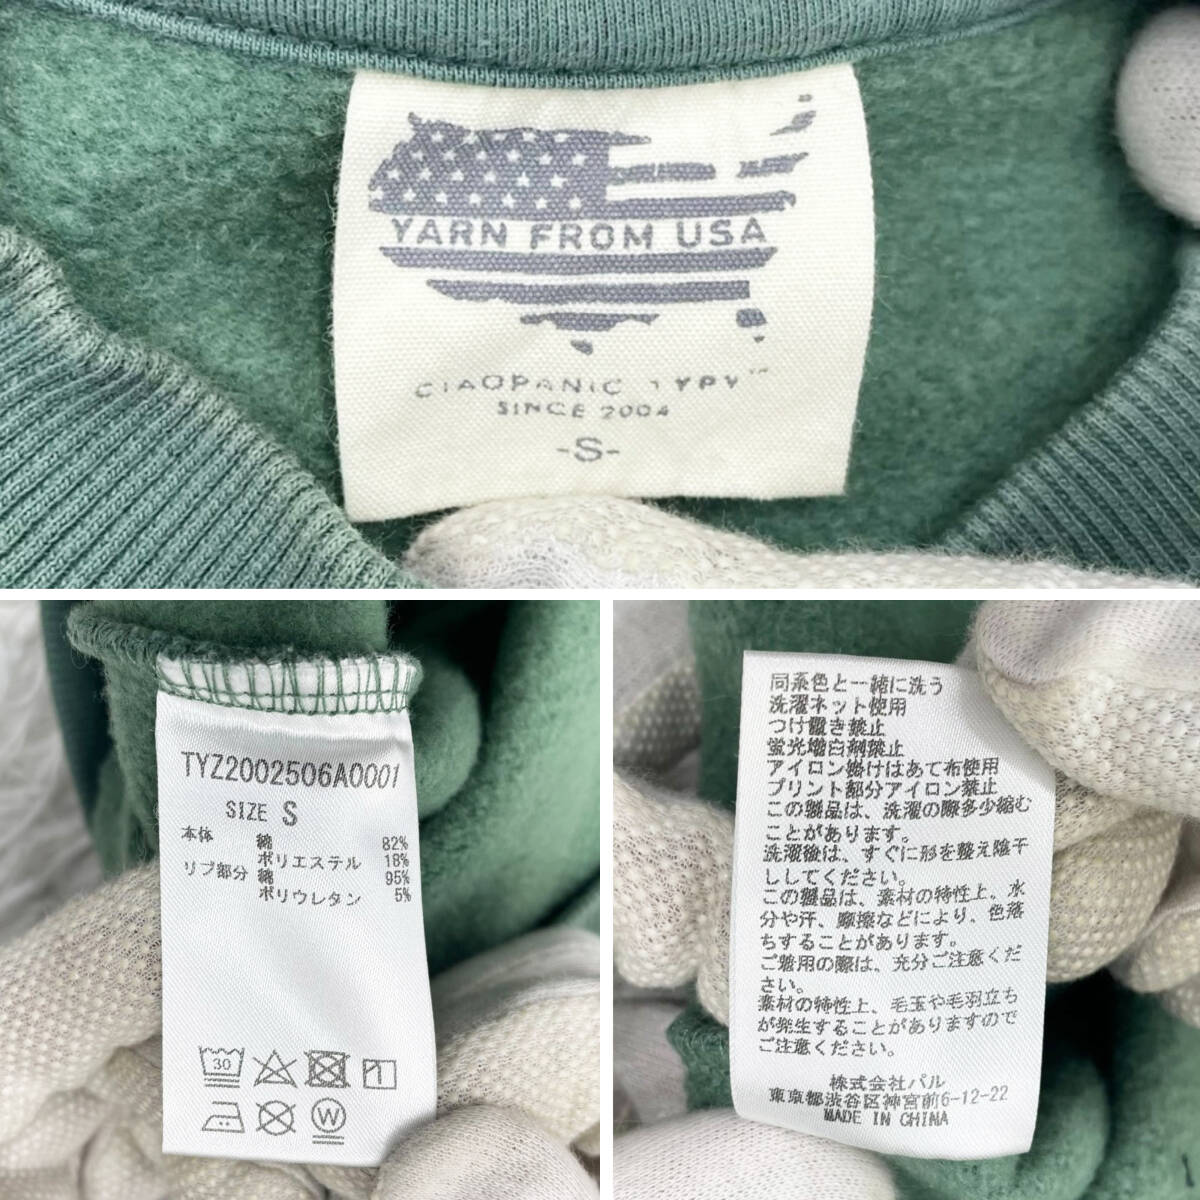 YARN FROM USA
CIAOPANIC TYPY™
SINCE 2004
-S-
TYZ2002506A0001
SIZE S
本体 綿 82%
ポリエステル 18%
リブ部分 綿 95%
ポリウレタン 5%
30
W
同系色と一緒に洗う
洗濯ネット使用
つけ置き禁止
蛍光増白剤禁止
アイロン掛けはあて布使用
プリント部分アイロン禁止
この製品は、洗濯の際多少縮む
ことがあります。
洗濯後は、すぐに形を整え陰干
ししてください。
この製品は、素材の特性上、水
分や汗、摩擦などにより、色落
ちすることがあります。
ご着用の際は、充分ご注意くだ
さい。
素材の特性上、毛玉や毛羽立ち
が発生することがありますので
ご注意ください。
株式会社パル
東京都渋谷区神宮前6-12-22
MADE IN CHINA